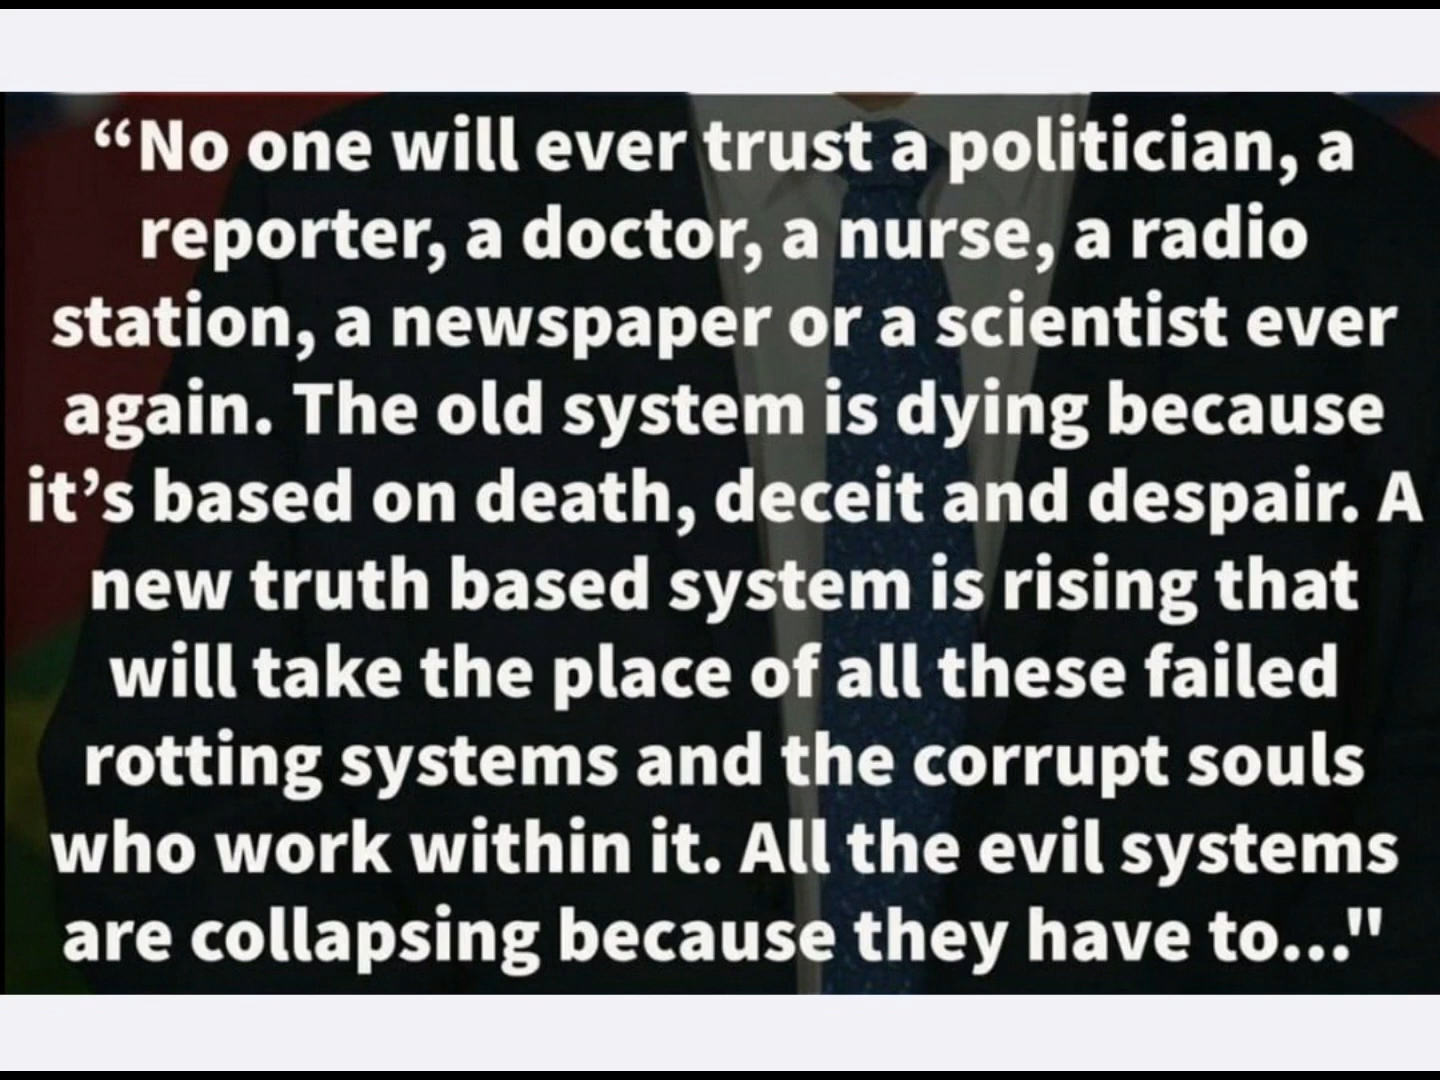 “No one will ever trust a politician, a
reporter, a doctor, a nurse, a radio
station, a newspaper or a scientist ever
again. The old system is dying because
it’s based on death, deceit and despair. A
new truth based system is rising that
will take the place of all these failed
rotting systems and the corrupt souls
who work within it. All the evil systems
are collapsing because they have to..."